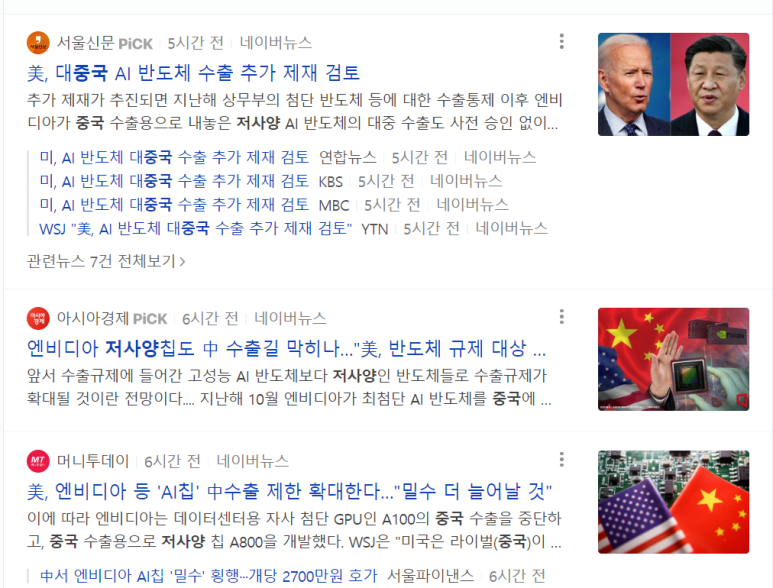 서울신문 PiCK 5시간 전 네이버뉴스
美, 대중국 AI 반도체 수출 추가 제재 검토
추가 제재가 추진되면 지난해 상무부의 첨단 반도체 등에 대한 수출통제 이후 엔비
디아가 중국 수출용으로 내놓은 저사양 AI 반도체의 대중 수출도 사전 승인 없이...
미, AI 반도체 대중국 수출 추가 제재 검토 연합뉴스 5시간 전 네이버뉴스
미, AI 반도체 대중국 수출 추가 제재 검토 KBS 5시간 전 네이버뉴스
미, AI 반도체 대중국 수출 추가 제재 검토 MBC 5시간 전 네이버뉴스
WSJ "美, AI 반도체 대중국 수출 추가 제재 검토" YTN 5시간 전 네이버뉴스
관련뉴스 7건 전체보기 >
아시아경제 PiCK 6시간 전 네이버뉴스
엔비디아 저사양칩도 中 수출길 막히나..."美, 반도체 규제 대상 ...
앞서 수출규제에 들어간 고성능 AI 반도체보다 저사양인 반도체들로 수출규제가
확대될 것이란 전망이다.... 지난해 10월 엔비디아가 최첨단 AI 반도체를 중국에 ...
MT
머니투데이 6시간 전 네이버뉴스
美, 엔비디아 등 'AI칩' 中수출 제한 확대한다..."밀수 더 늘어날 것"
이에 따라 엔비디아는 데이터센터용 자사 첨단 GPU인 A100의 중국 수출을 중단하
고, 중국 수출용으로 저사양 칩 A800을 개발했다. WSJ은 "미국은 라이벌(중국)이 ...
中서 엔비디아 AI칩 '밀수' 횡행…개당 2700만원 호가 서울파이낸스 6시간 전